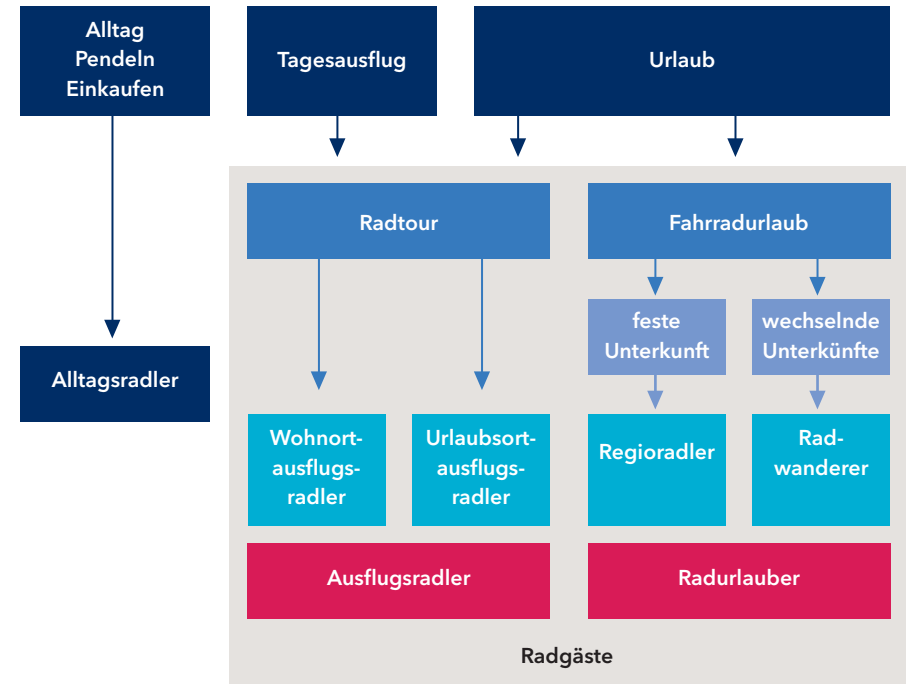 Alltag
Pendeln
Einkaufen
Tagesausflug
Urlaub
Radtour
Fahrradurlaub
feste
Unterkunft
wechselnde
Unterkünfte
Alltagsradler
Wohnort-
ausflugs-
radler
Urlaubsort-
ausflugs-
radler
Regioradler
Rad-
wanderer
Ausflugsradler
Radurlauber
Radgäste